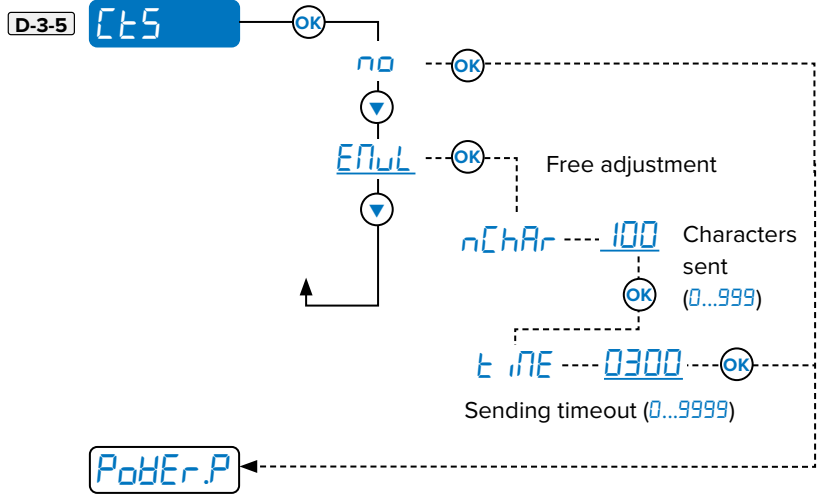 D-3-5 CtS OK
no OK
EMuL OK Free adjustment
nChAr 100 Characters
sent
OK (0...999)
tiME 0300 OK
Sending timeout (0...9999)
PoWEr.P